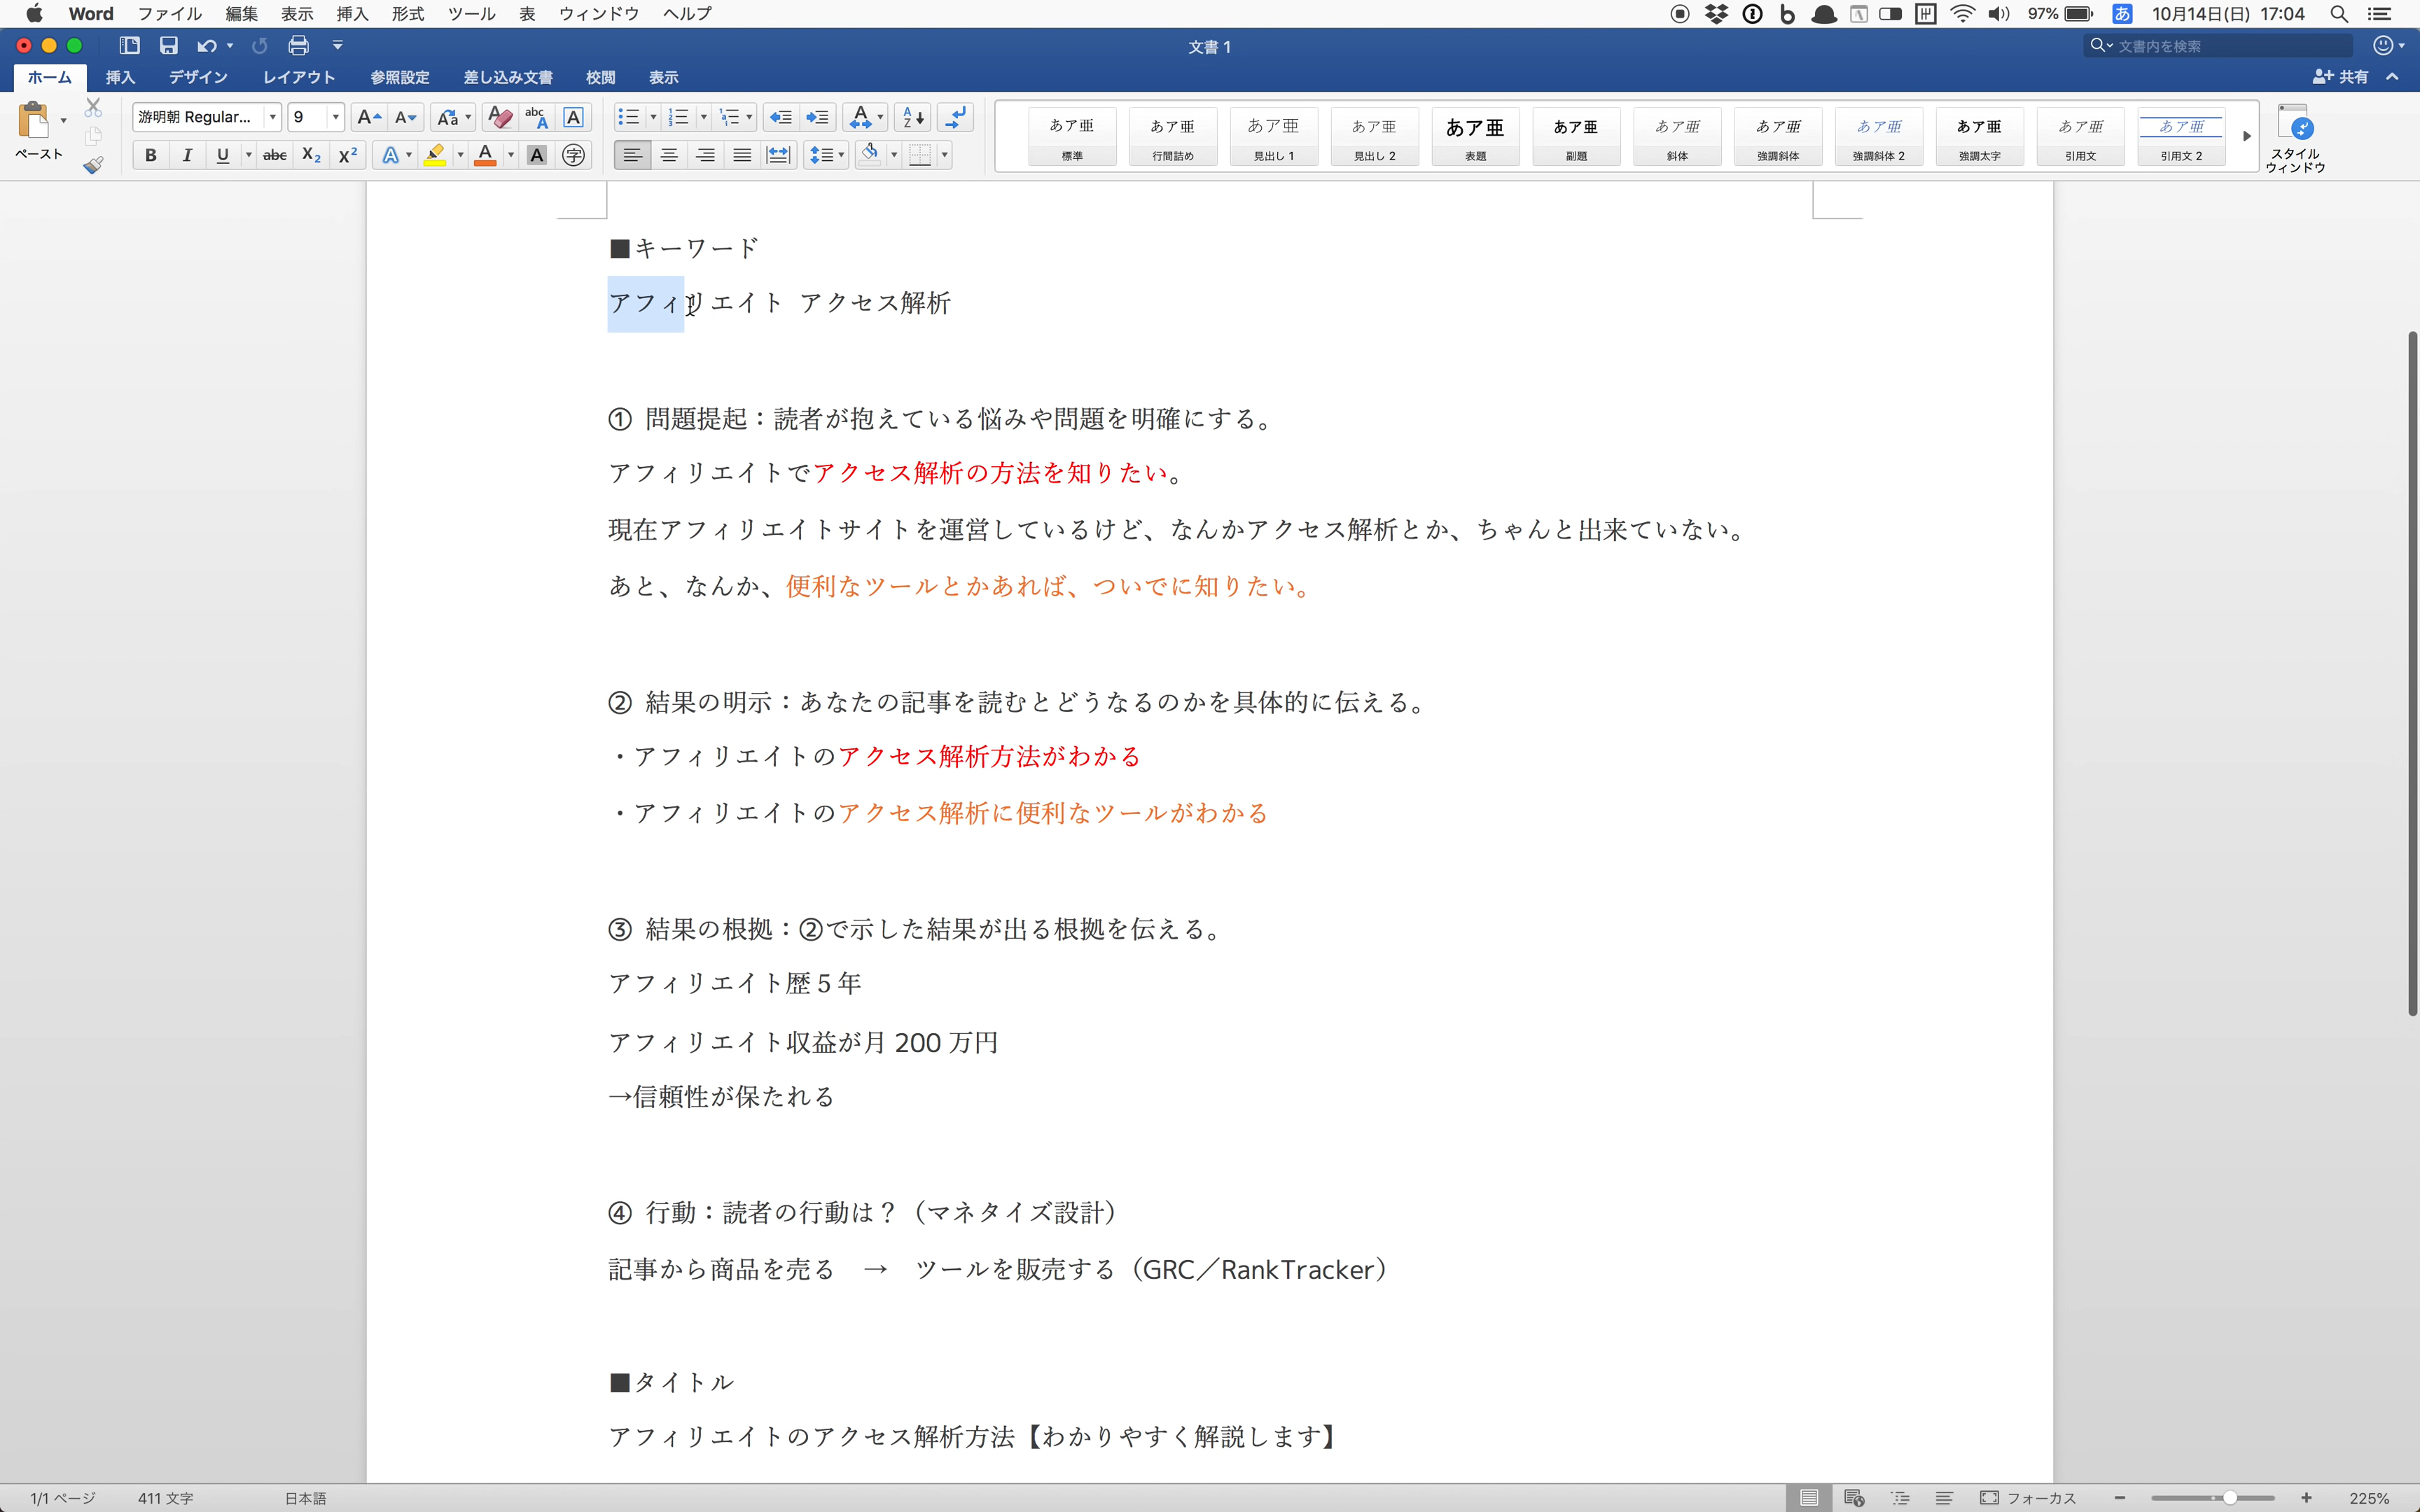 Word ファイル 編集 表示 挿入 形式 ツール 表 ウィンドウ ヘルプ 97% あ 10月14日(日) 17:04
文書 1
文書内を検索
ホーム 挿入 デザイン レイアウト 参照設定 差し込み文書 校閲 表示 共有
ペースト
游明朝 Regular... 9
あア亜 あア亜 あア亜 あア亜 あア亜 あア亜 あア亜 あア亜 あア亜 あア亜 あア亜 あア亜
標準 行間詰め 見出し 1 見出し 2 表題 副題 斜体 強調斜体 強調斜体 2 強調太字 引用文 引用文 2
スタイル
ウィンドウ
■キーワード
アフィリエイト アクセス解析
① 問題提起：読者が抱えている悩みや問題を明確にする。
アフィリエイトでアクセス解析の方法を知りたい。
現在アフィリエイトサイトを運営しているけど、なんかアクセス解析とか、ちゃんと出来ていない。
あと、なんか、便利なツールとかあれば、ついでに知りたい。
② 結果の明示：あなたの記事を読むとどうなるのかを具体的に伝える。
・アフィリエイトのアクセス解析方法がわかる
・アフィリエイトのアクセス解析に便利なツールがわかる
③ 結果の根拠：②で示した結果が出る根拠を伝える。
アフィリエイト歴５年
アフィリエイト収益が月 200 万円
→信頼性が保たれる
④ 行動：読者の行動は？（マネタイズ設計）
記事から商品を売る　→　ツールを販売する（GRC／RankTracker）
■タイトル
アフィリエイトのアクセス解析方法【わかりやすく解説します】
1/1 ページ 411 文字 日本語 フォーカス 225%